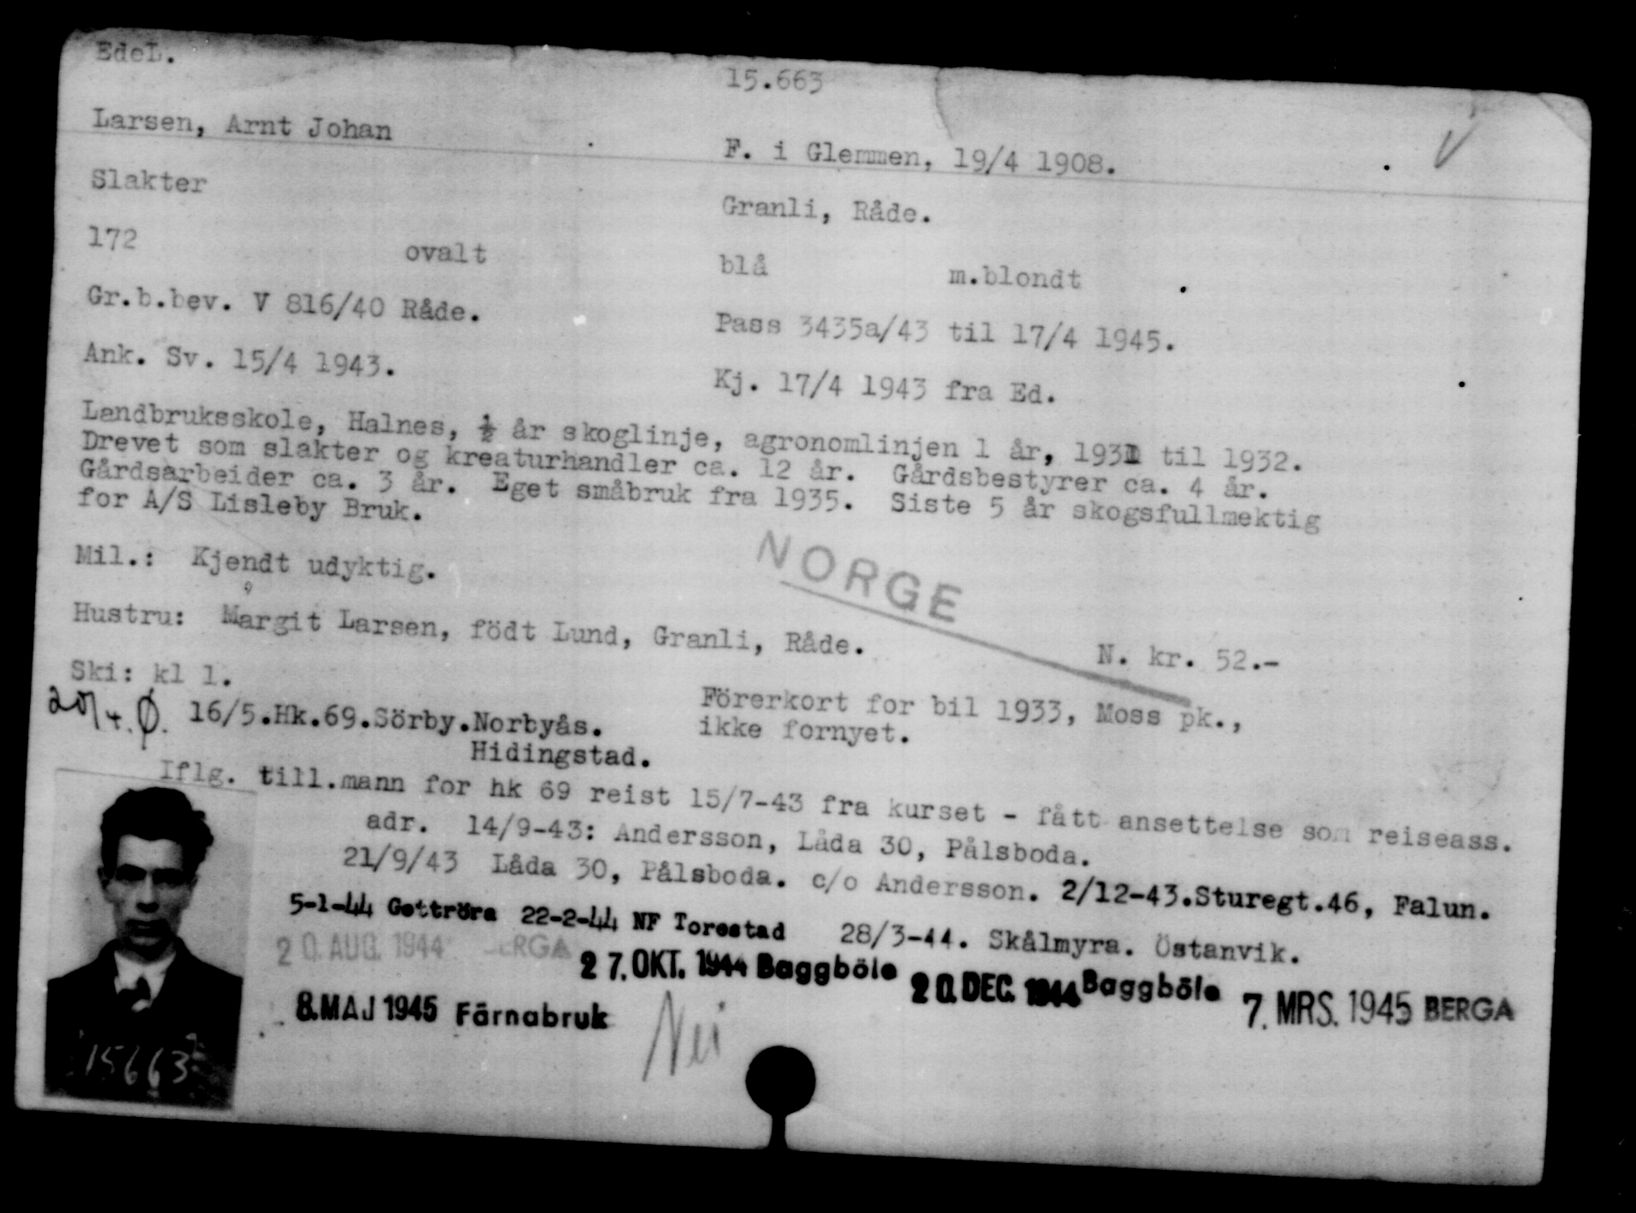 EdeL.
15.663
Larsen, Arnt Johan
F. i Glemmen, 19/4 1908.
V
Slakter
Granli, Råde.
172 ovalt
blå m.blondt
Gr.b.bev. V 816/40 Råde.
Pass 3435a/43 til 17/4 1945.
Ank. Sv. 15/4 1943.
Kj. 17/4 1943 fra Ed.
Landbruksskole, Halnes, ½ år skoglinje, agronomlinjen 1 år, 1931 til 1932.
Drevet som slakter og kreaturhandler ca. 12 år. Gårdsbestyrer ca. 4 år.
Gårdsarbeider ca. 3 år. Eget småbruk fra 1935. Siste 5 år skogsfullmektig
for A/S Lisleby Bruk.
NORGE
Mil.: Kjendt udyktig.
Hustru: Margit Larsen, födt Lund, Granli, Råde.
N. kr. 52.-
Ski: kl 1.
Förerkort for bil 1933, Moss pk.,
ikke fornyet.
20/4. Ø. 16/5.Hk.69.Sörby.Norbyås.
Hidingstad.
Iflg. till.mann for hk 69 reist 15/7-43 fra kurset - fått ansettelse som reiseass.
adr. 14/9-43: Andersson, Låda 30, Pålsboda.
21/9/43 Låda 30, Pålsboda. c/o Andersson. 2/12-43.Sturegt.46, Falun.
5-1-44 Gottröra 22-2-44 NF Torestad 28/3-44. Skålmyra. Östanvik.
20. AUG. 1944 BERGA 27. OKT. 1944 Baggböle 20. DEC. 1944 Baggböle 7. MRS. 1945 BERGA
8. MAJ 1945 Färnabruk
Nei
15663